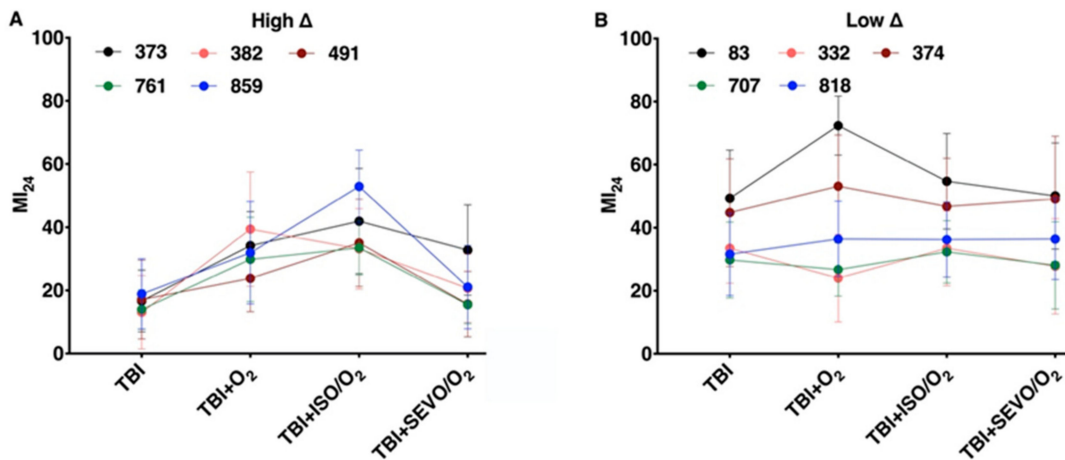 A
High Δ
373 382 491
761 859
MI24
100
80
60
40
20
0
TBI
TBI+O2
TBI+ISO/O2
TBI+SEVO/O2
B
Low Δ
83 332 374
707 818
MI24
100
80
60
40
20
0
TBI
TBI+O2
TBI+ISO/O2
TBI+SEVO/O2